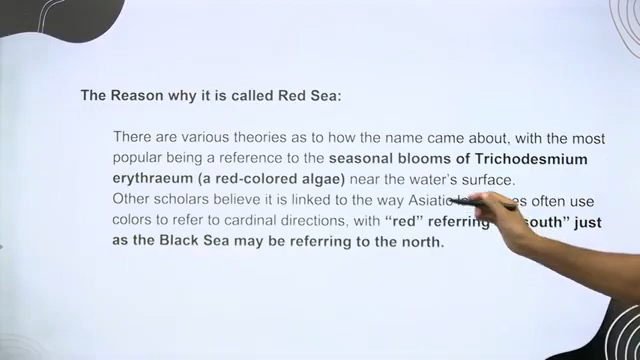 The Reason why it is called Red Sea:
There are various theories as to how the name came about, with the most
popular being a reference to the seasonal blooms of Trichodesmium
erythraeum (a red-colored algae) near the water's surface.
Other scholars believe it is linked to the way Asiatic often use
colors to refer to cardinal directions, with “red” referring south” just
as the Black Sea may be referring to the north.